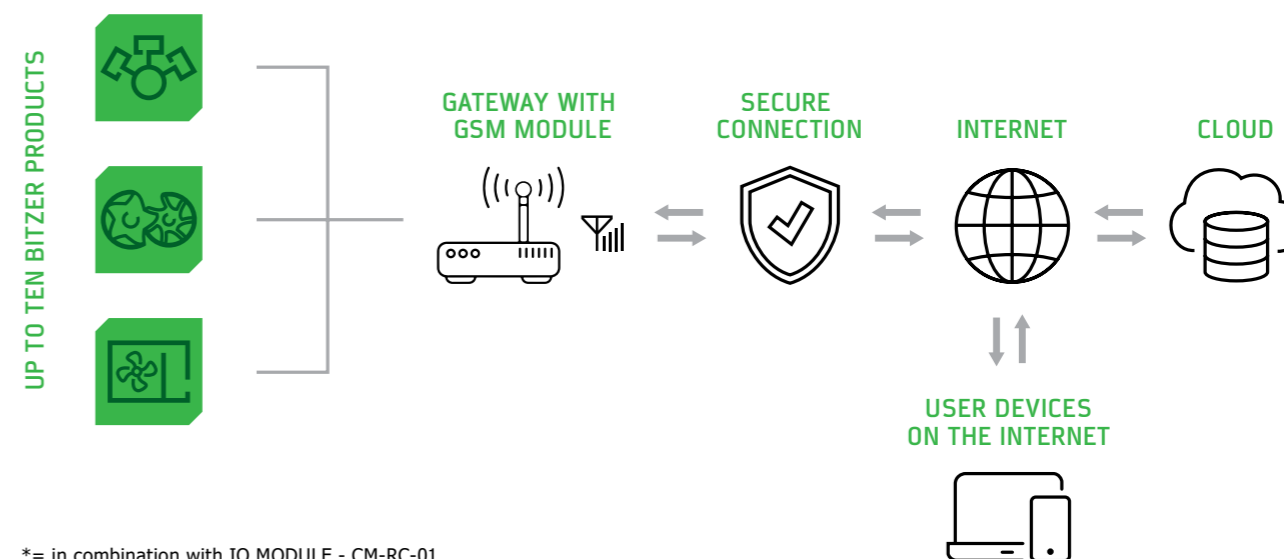 UP TO TEN BITZER PRODUCTS
GATEWAY WITH
GSM MODULE
SECURE
CONNECTION
INTERNET
CLOUD
USER DEVICES
ON THE INTERNET
*= in combination with IQ MODULE - CM-RC-01